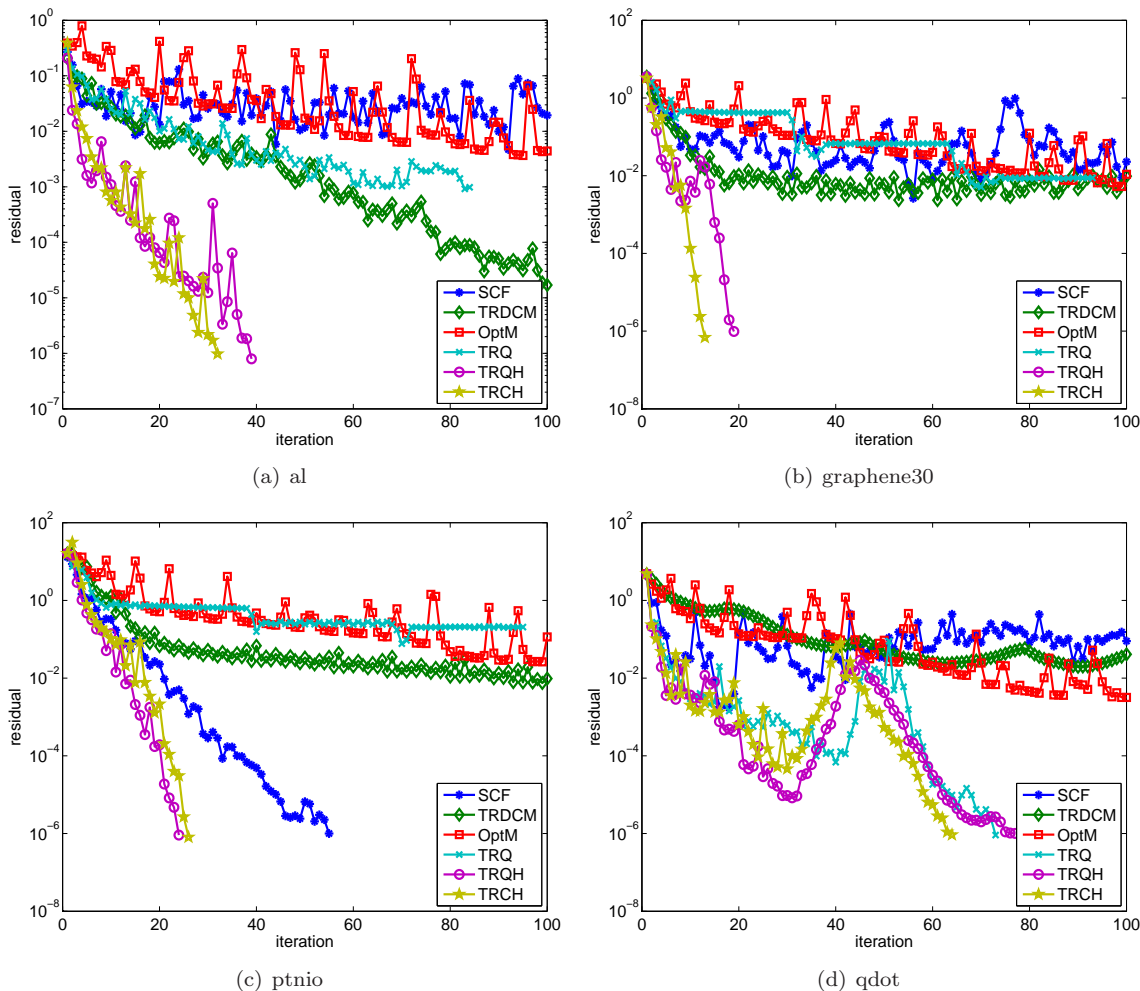 10^0
10^−1
10^−2
10^−3
10^−4
10^−5
10^−6
10^−7
residual
0 20 40 60 80 100
iteration
SCF
TRDCM
OptM
TRQ
TRQH
TRCH
(a) al
10^2
10^0
10^−2
10^−4
10^−6
10^−8
residual
0 20 40 60 80 100
iteration
SCF
TRDCM
OptM
TRQ
TRQH
TRCH
(b) graphene30
10^2
10^0
10^−2
10^−4
10^−6
10^−8
residual
0 20 40 60 80 100
iteration
SCF
TRDCM
OptM
TRQ
TRQH
TRCH
(c) ptnio
10^2
10^0
10^−2
10^−4
10^−6
10^−8
residual
0 20 40 60 80 100
iteration
SCF
TRDCM
OptM
TRQ
TRQH
TRCH
(d) qdot